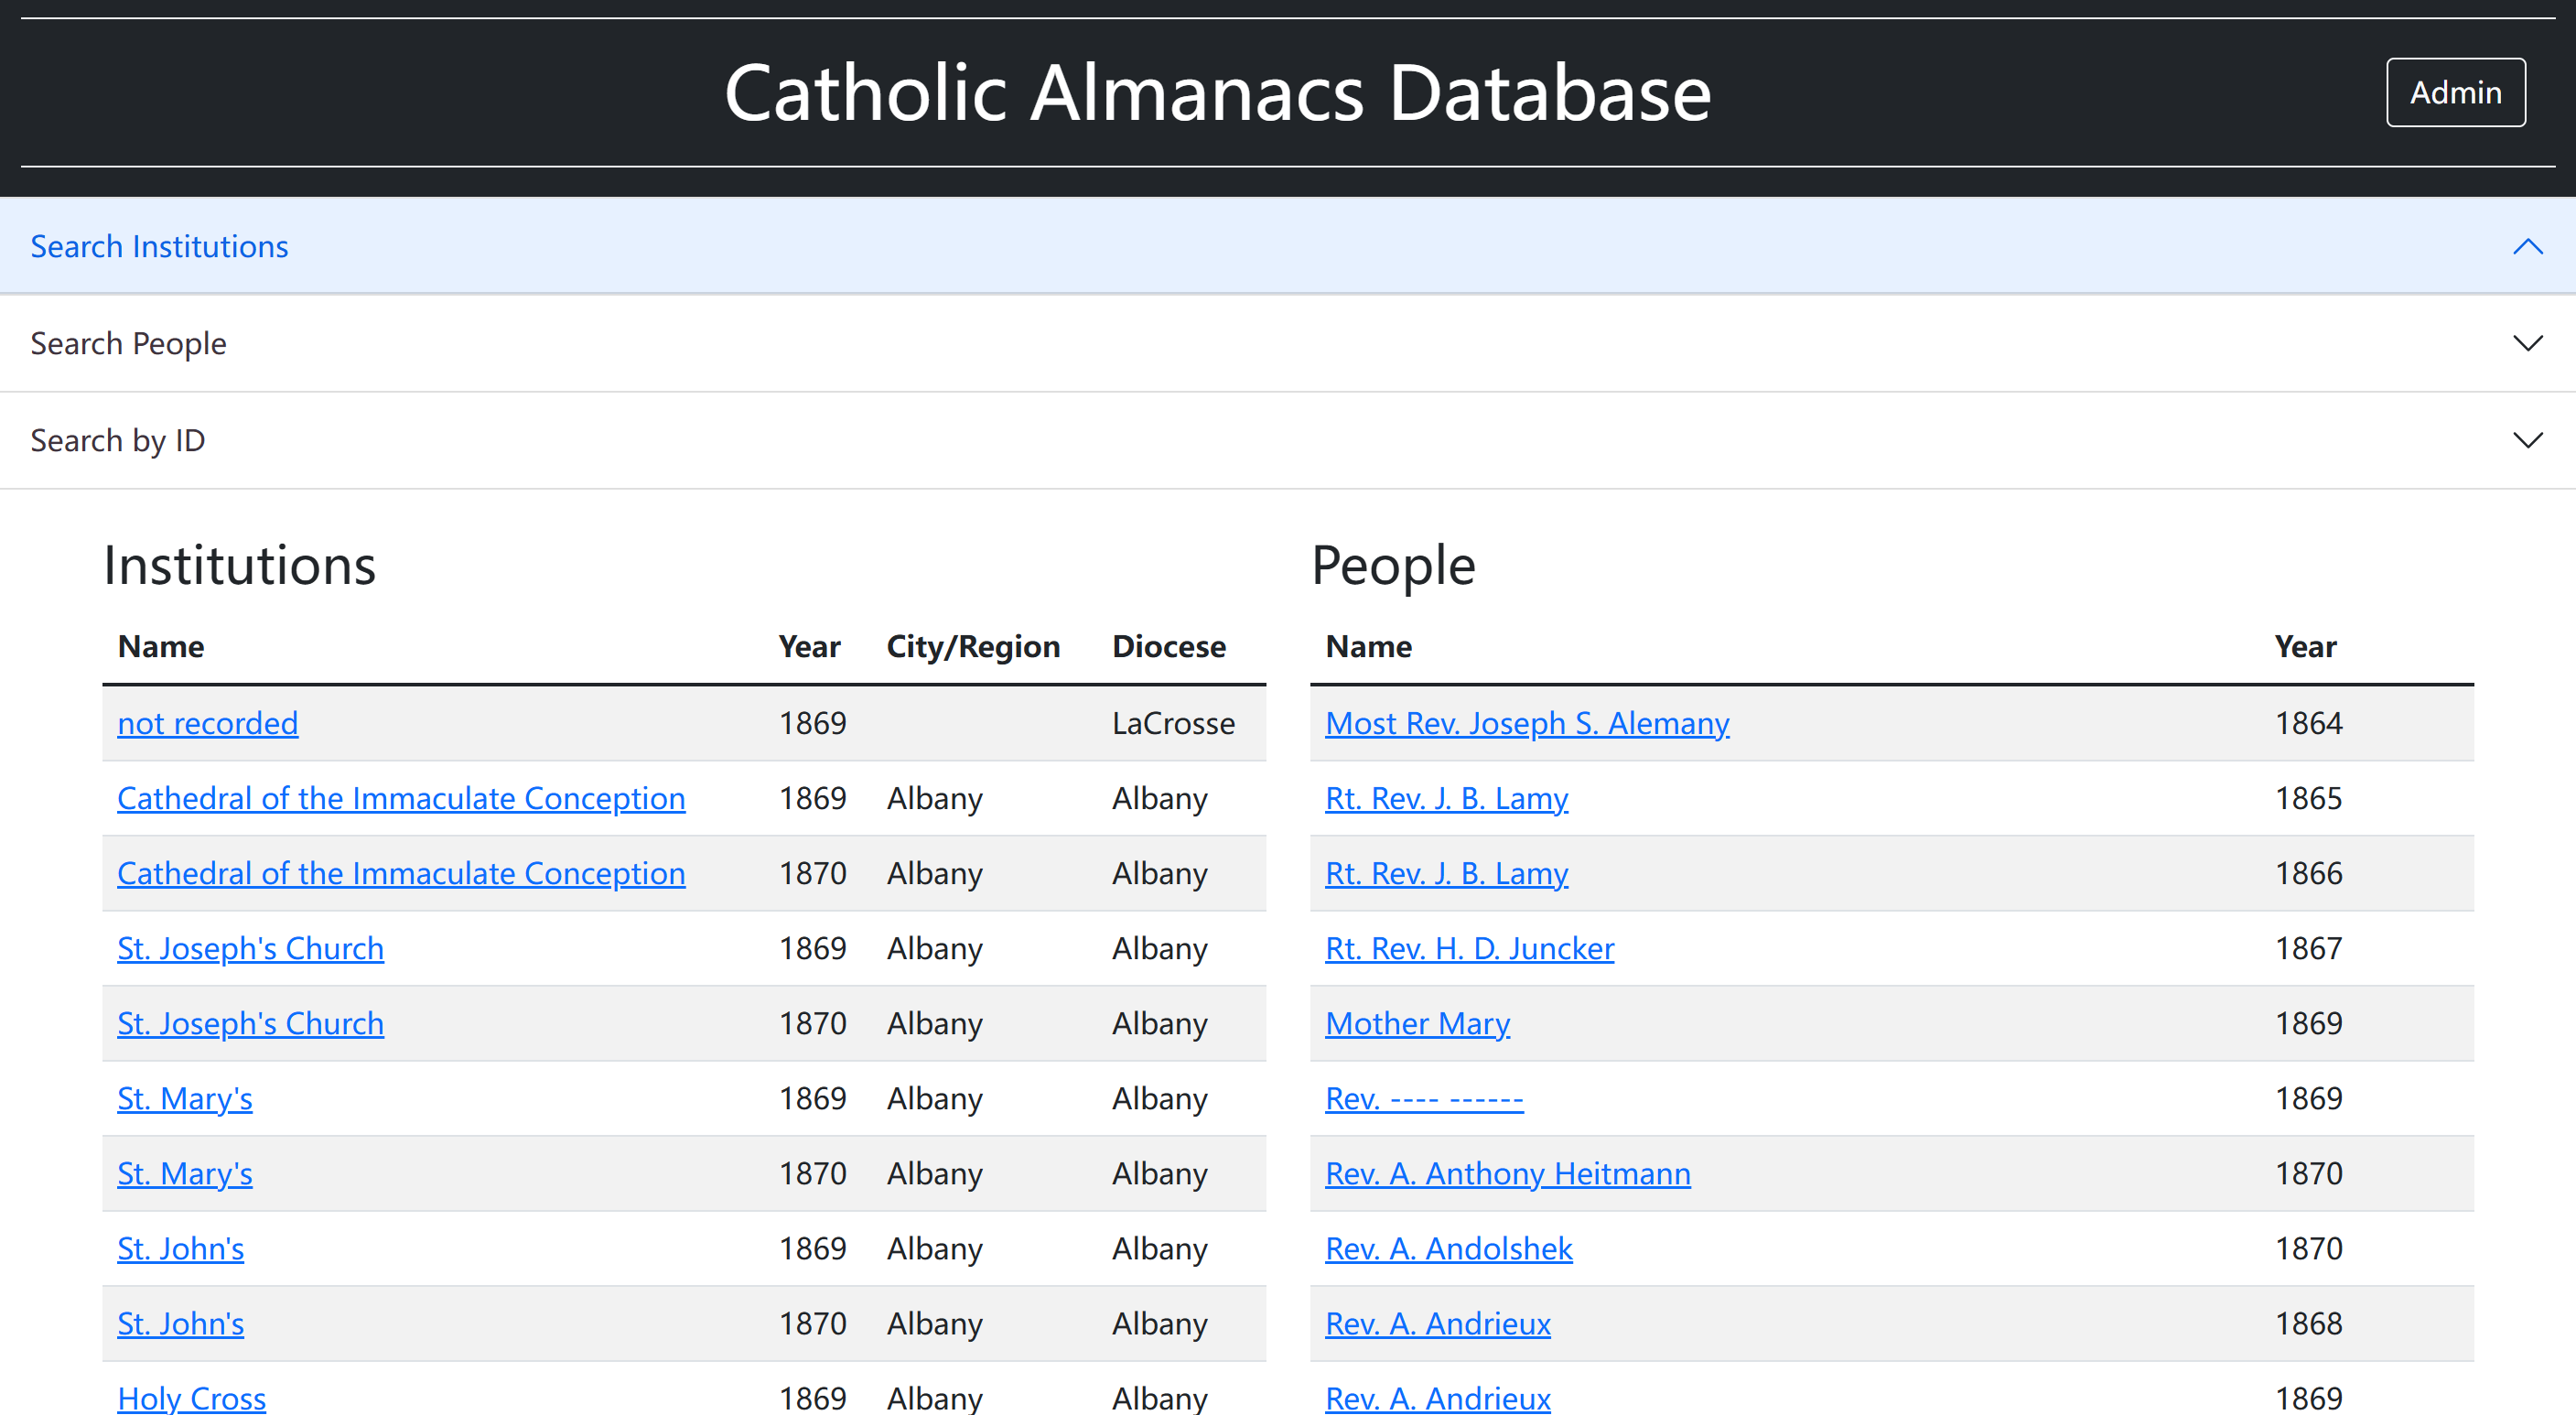 Catholic Almanacs Database
Admin
Search Institutions
Search People
Search by ID
Institutions
Name Year City/Region Diocese
not recorded 1869 LaCrosse
Cathedral of the Immaculate Conception 1869 Albany Albany
Cathedral of the Immaculate Conception 1870 Albany Albany
St. Joseph's Church 1869 Albany Albany
St. Joseph's Church 1870 Albany Albany
St. Mary's 1869 Albany Albany
St. Mary's 1870 Albany Albany
St. John's 1869 Albany Albany
St. John's 1870 Albany Albany
Holy Cross 1869 Albany Albany
People
Name Year
Most Rev. Joseph S. Alemany 1864
Rt. Rev. J. B. Lamy 1865
Rt. Rev. J. B. Lamy 1866
Rt. Rev. H. D. Juncker 1867
Mother Mary 1869
Rev. ---- ------ 1869
Rev. A. Anthony Heitmann 1870
Rev. A. Andolshek 1870
Rev. A. Andrieux 1868
Rev. A. Andrieux 1869